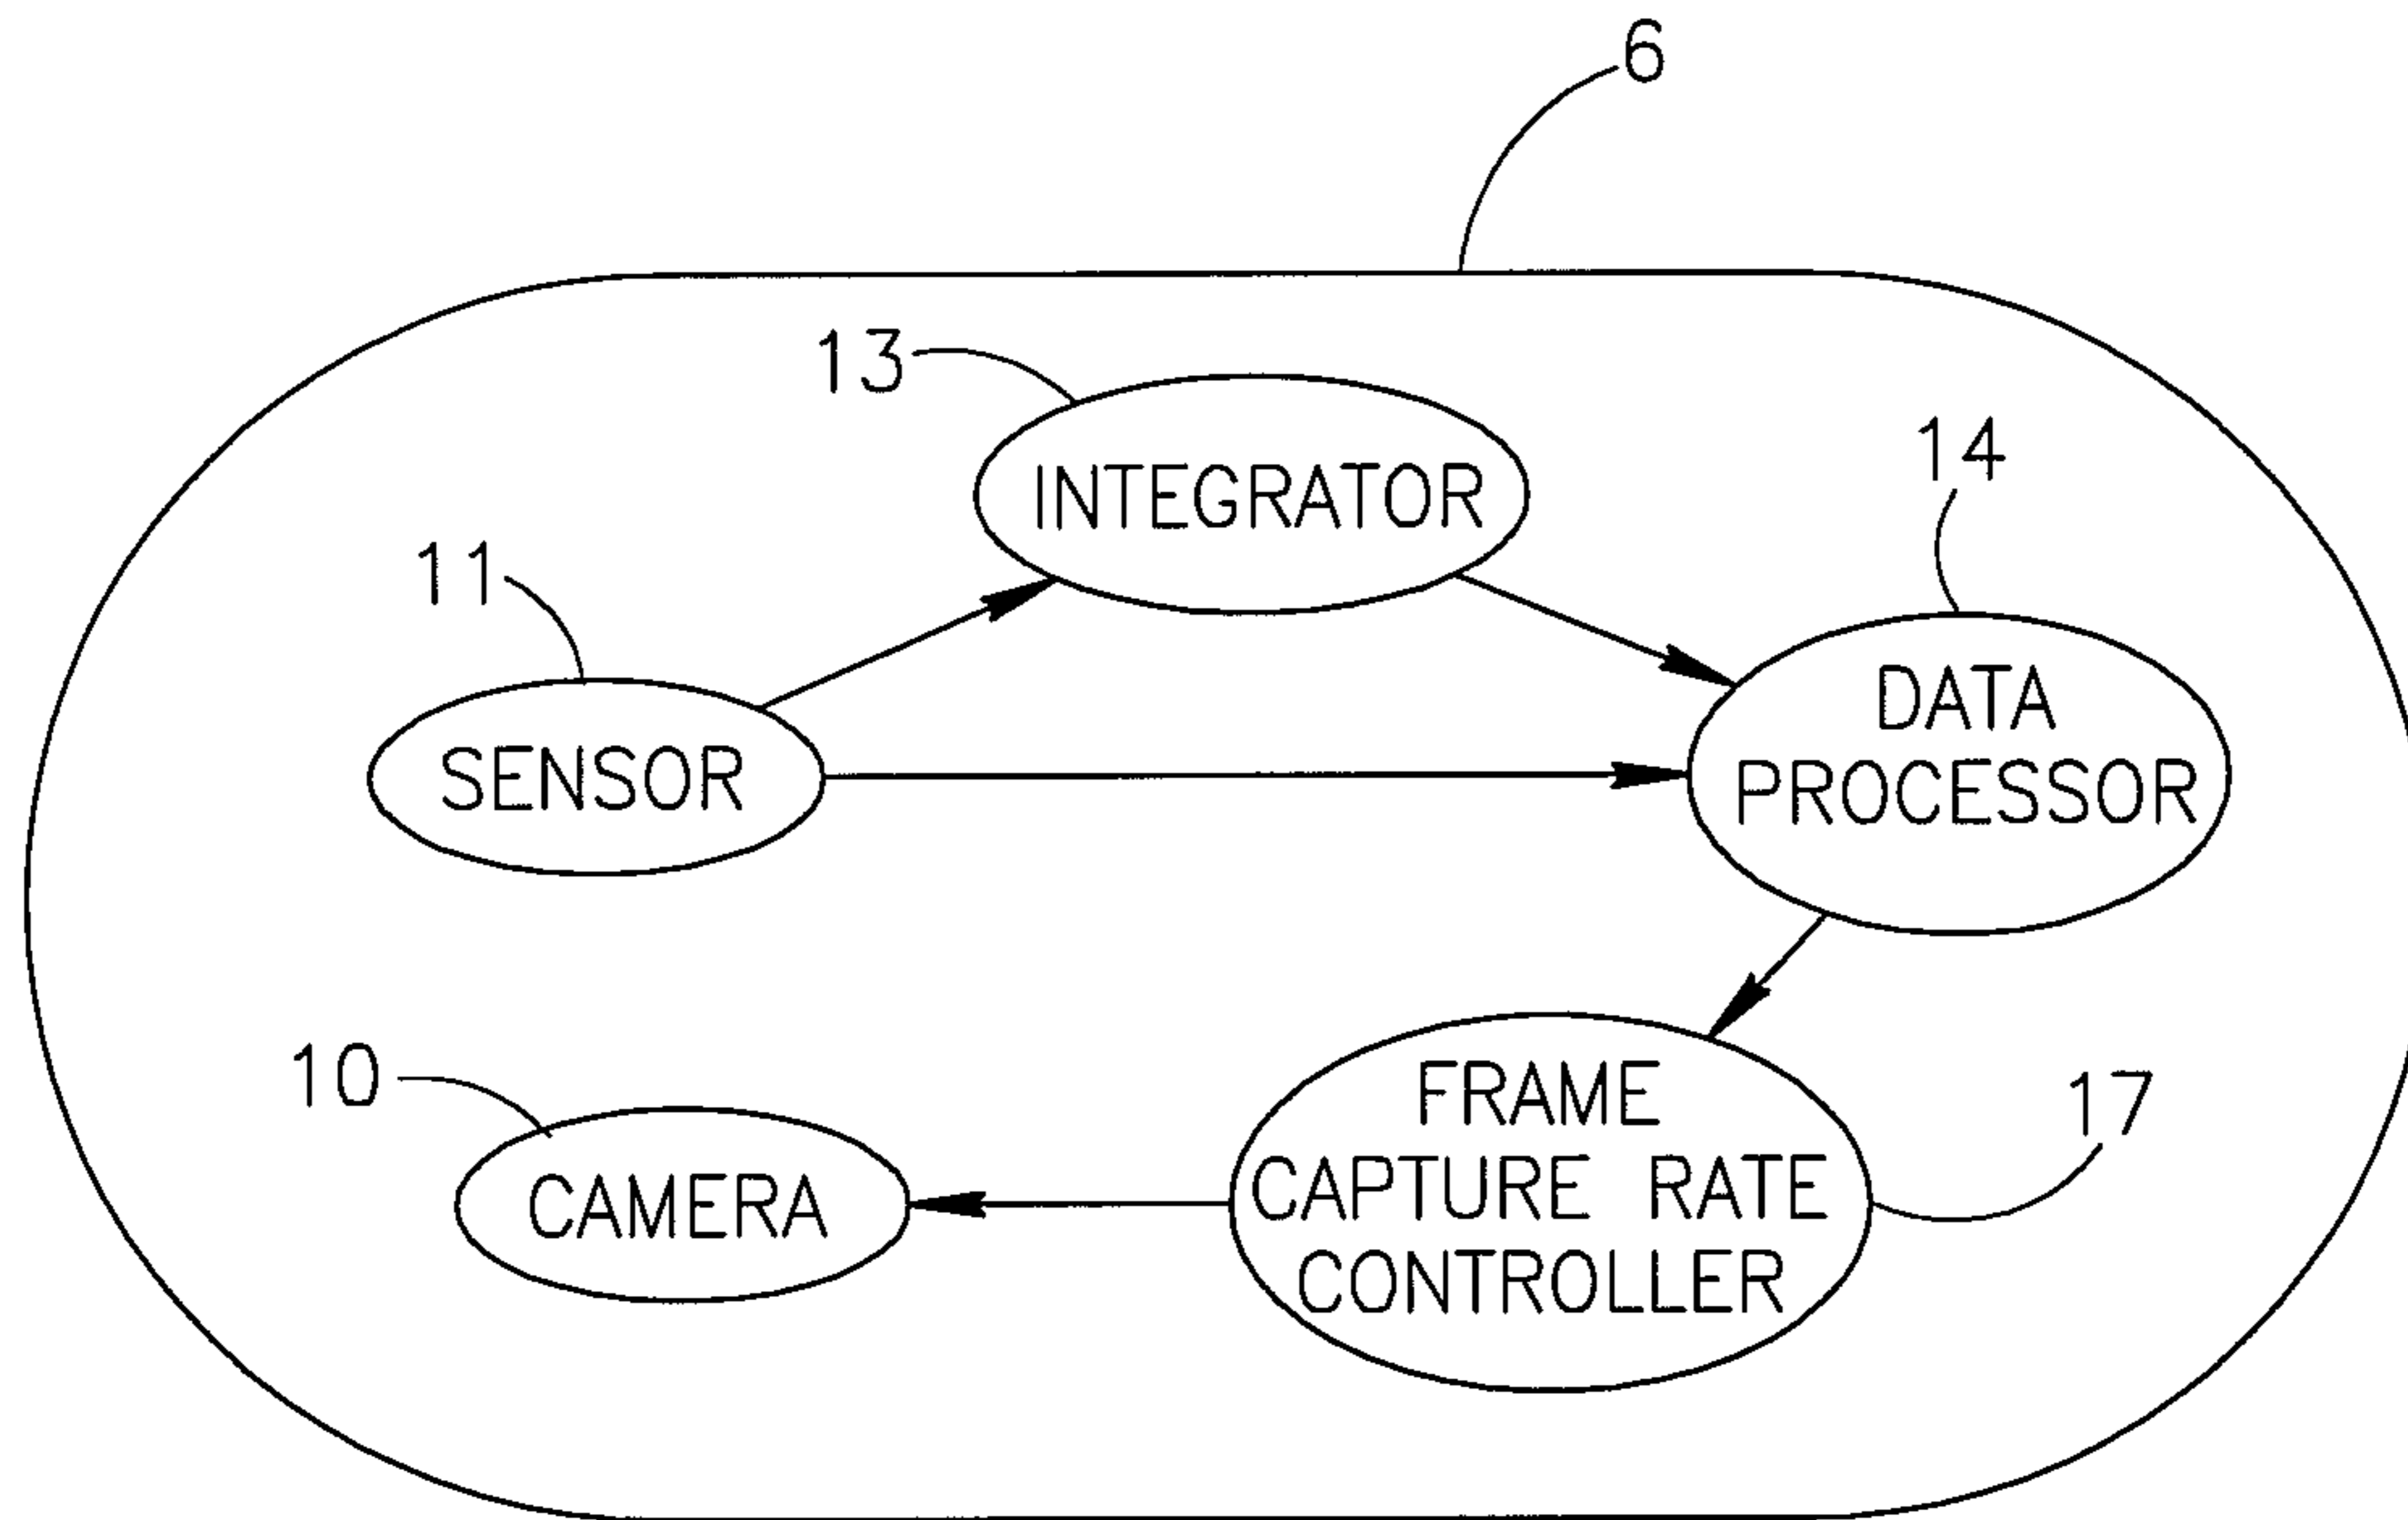 6
13
INTEGRATOR
14
11
DATA
PROCESSOR
SENSOR
10
FRAME
CAPTURE RATE
CONTROLLER
17
CAMERA